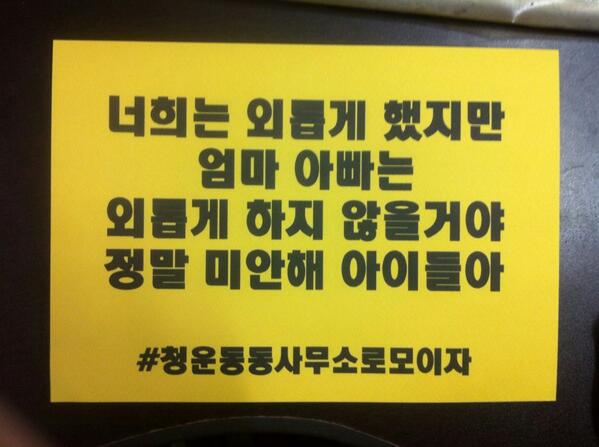 너희는 외롭게 했지만
엄마 아빠는
외롭게 하지 않을거야
정말 미안해 아이들아
#청운동동사무소로모이자